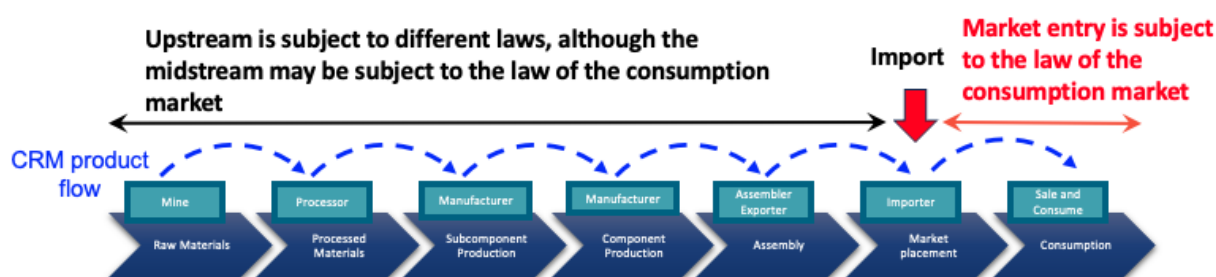 Upstream is subject to different laws, although the
midstream may be subject to the law of the consumption
market
Import
Market entry is subject
to the law of the
consumption market
CRM product
flow
Mine
Processor
Manufacturer
Manufacturer
Assembler
Exporter
Importer
Sale and
Consume
Raw Materials
Processed
Materials
Subcomponent
Production
Component
Production
Assembly
Market
placement
Consumption